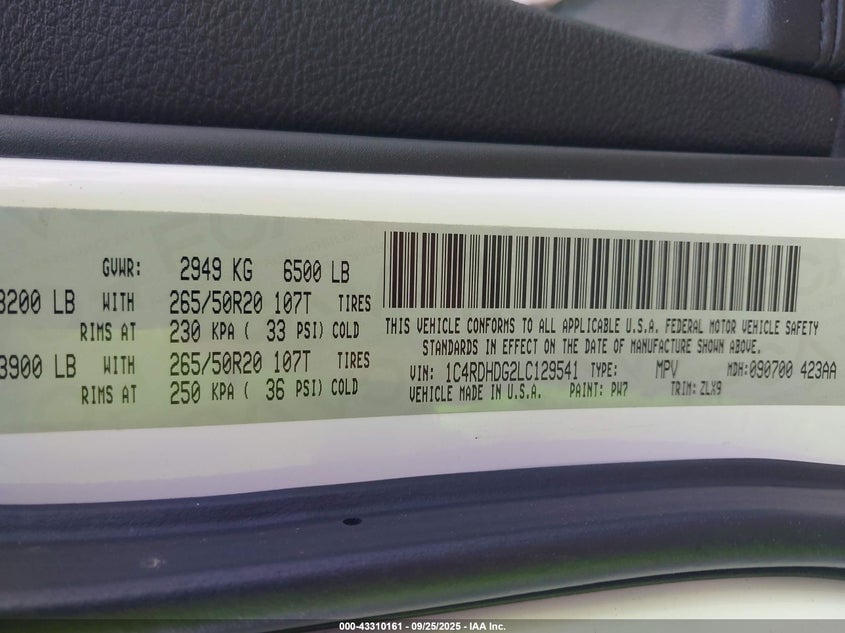 GVWR: 2949 KG 6500 LB
3200 LB WITH 265/50R20 107T TIRES
RIMS AT 230 KPA ( 33 PSI) COLD
3900 LB WITH 265/50R20 107T TIRES
RIMS AT 250 KPA ( 36 PSI) COLD
THIS VEHICLE CONFORMS TO ALL APPLICABLE U.S.A. FEDERAL MOTOR VEHICLE SAFETY
STANDARDS IN EFFECT ON THE DATE OF MANUFACTURE SHOWN ABOVE.
VIN: 1C4RDHDG2LC129541 TYPE: MPV MDH:090700 423AA
VEHICLE MADE IN U.S.A. PAINT: PW7 TRIM: ZLX9
000-43310161 - 09/25/2025 - IAA Inc.